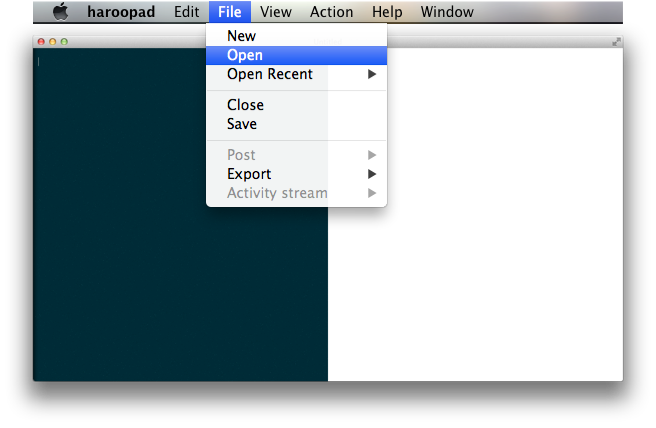 haroopad Edit File View Action Help Window
New
Open
Open Recent
Close
Save
Post
Export
Activity stream